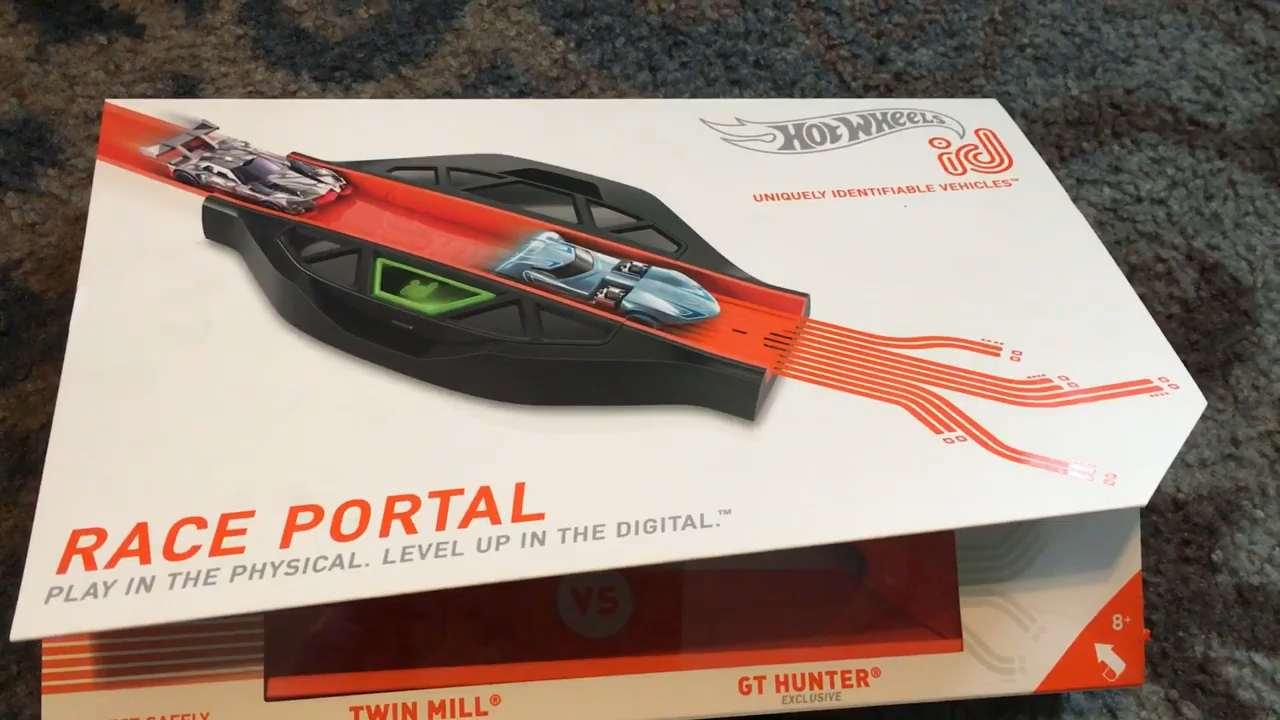 HOT WHEELS
id
UNIQUELY IDENTIFIABLE VEHICLES™
RACE PORTAL
PLAY IN THE PHYSICAL. LEVEL UP IN THE DIGITAL.™
VS
8+
GT HUNTER®
EXCLUSIVE
TWIN MILL®
SAFELY